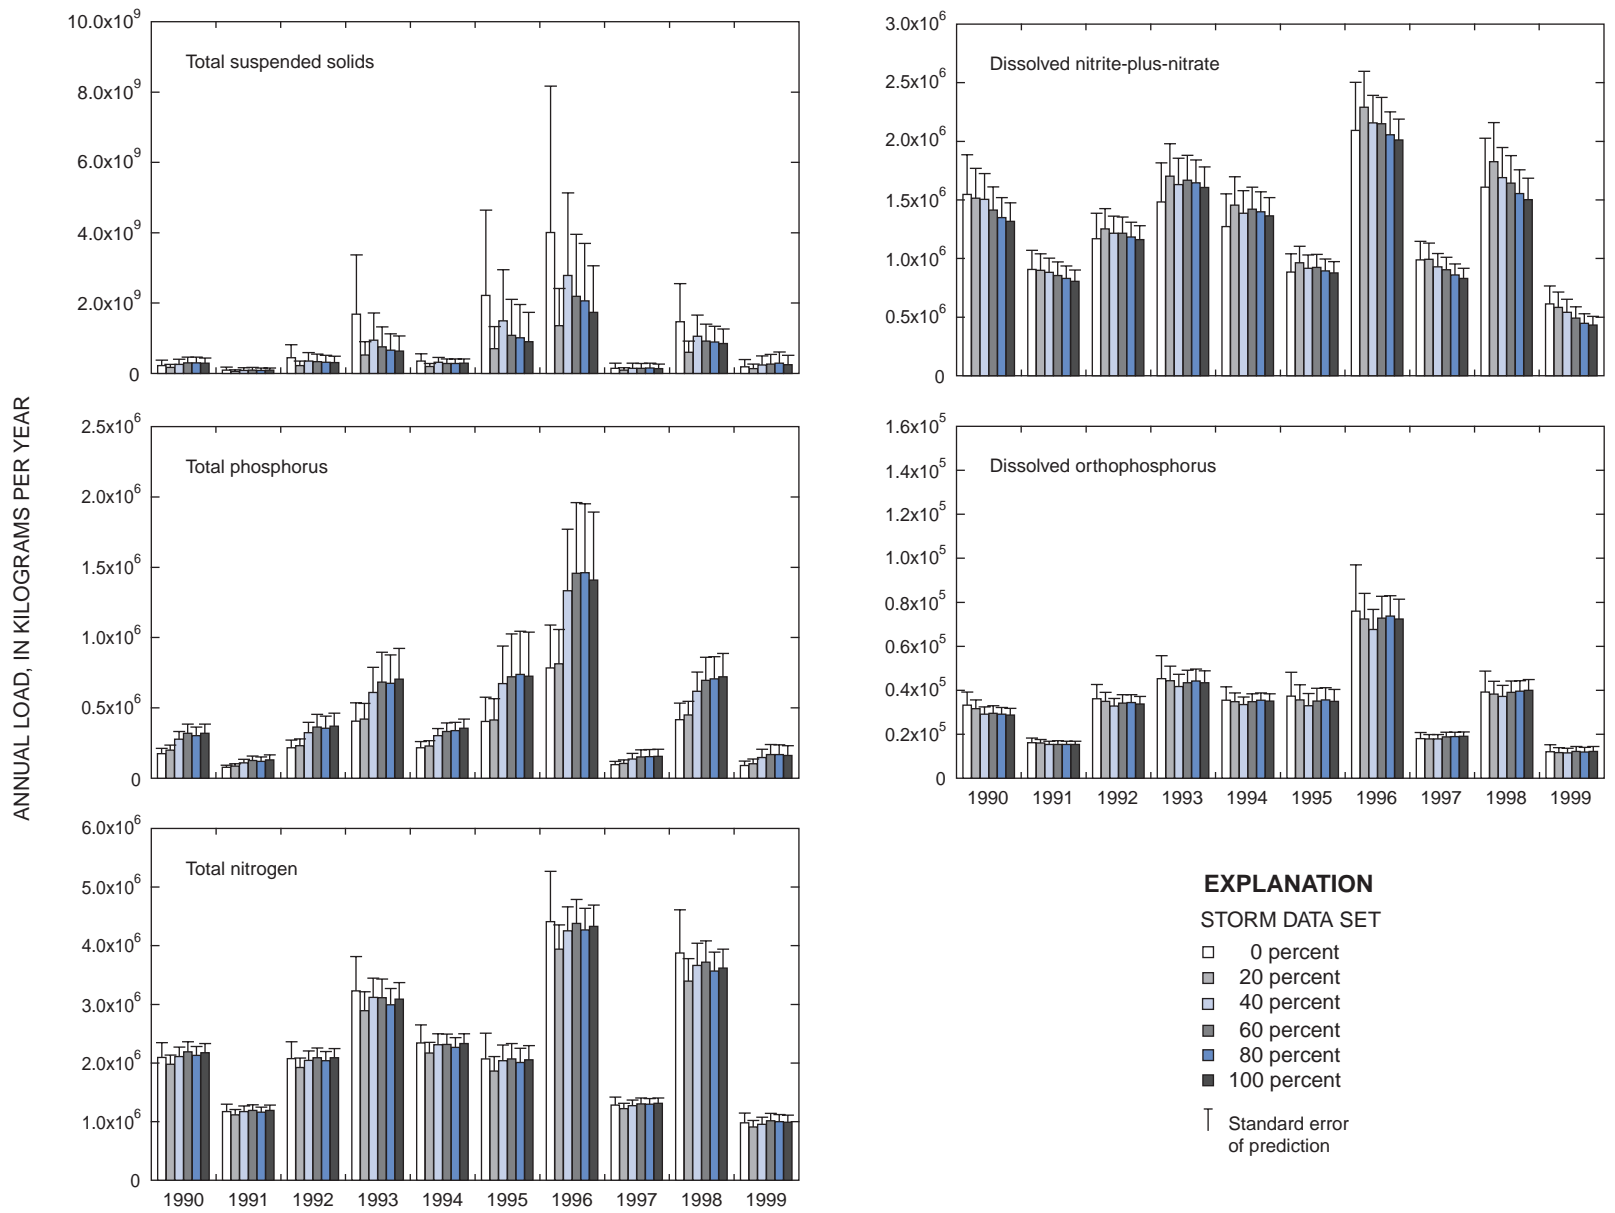 ANNUAL LOAD, IN KILOGRAMS PER YEAR
Total suspended solids
10.0x10⁹
8.0x10⁹
6.0x10⁹
4.0x10⁹
2.0x10⁹
0
Dissolved nitrite-plus-nitrate
3.0x10⁶
2.5x10⁶
2.0x10⁶
1.5x10⁶
1.0x10⁶
0.5x10⁶
0
Total phosphorus
2.5x10⁶
2.0x10⁶
1.5x10⁶
1.0x10⁶
0.5x10⁶
0
Dissolved orthophosphorus
1.6x10⁵
1.4x10⁵
1.2x10⁵
1.0x10⁵
0.8x10⁵
0.6x10⁵
0.4x10⁵
0.2x10⁵
0
1990 1991 1992 1993 1994 1995 1996 1997 1998 1999
Total nitrogen
6.0x10⁶
5.0x10⁶
4.0x10⁶
3.0x10⁶
2.0x10⁶
1.0x10⁶
0
1990 1991 1992 1993 1994 1995 1996 1997 1998 1999
EXPLANATION
STORM DATA SET
0 percent
20 percent
40 percent
60 percent
80 percent
100 percent
Standard error
of prediction